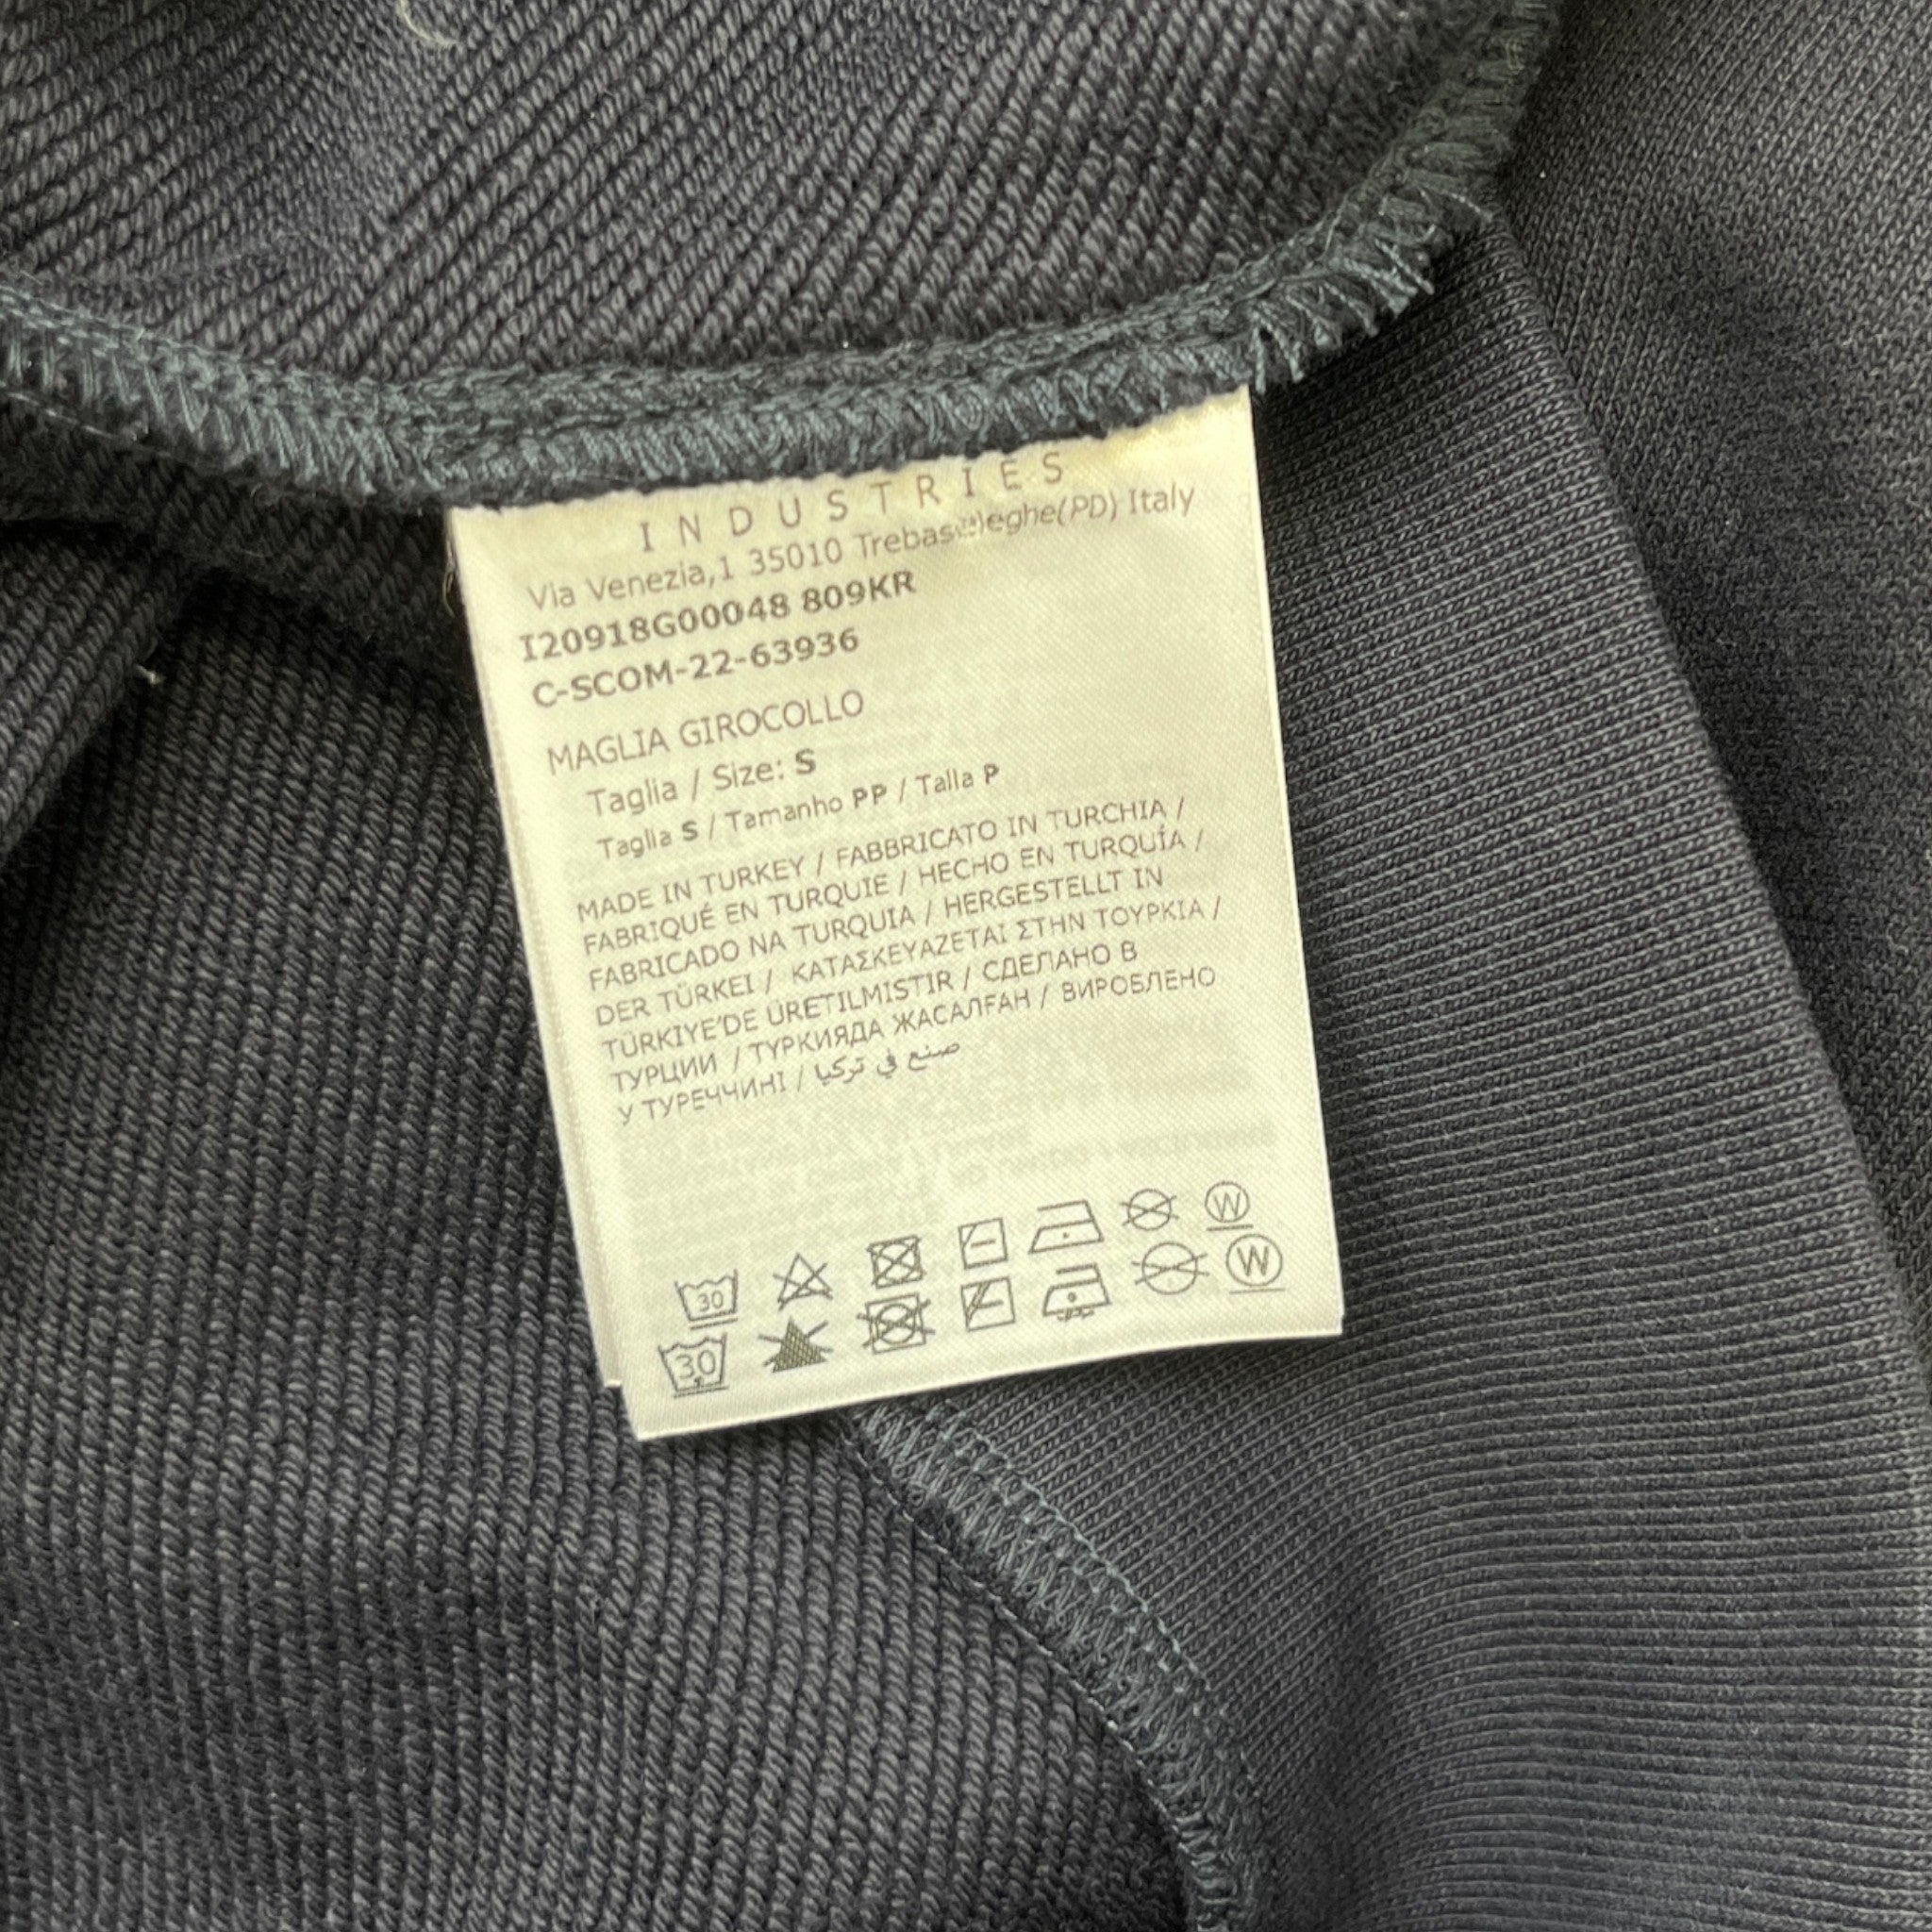 INDUSTRIES
Via Venezia,1 35010 Trebaseleghe(PD) Italy
I20918G00048 809KR
C-SCOM-22-63936
MAGLIA GIROCOLLO
Taglia / Size: S
Taglia S / Tamanho PP / Talla P
MADE IN TURKEY / FABBRICATO IN TURCHIA /
FABRIQUÉ EN TURQUIE / HECHO EN TURQUÍA /
FABRICADO NA TURQUIA / HERGESTELLT IN
DER TÜRKEI / ΚΑΤΑΣΚΕΥΑΖΕΤΑΙ ΣΤΗΝ ΤΟΥΡΚΙΑ /
TÜRKIYE'DE ÜRETILMISTIR / СДЕЛАНО В
ТУРЦИИ / ТУРКИЯДА ЖАСАЛҒАН / ВИРОБЛЕНО
У ТУРЕЧЧИНІ / صنع في تركيا
30 W
30 W